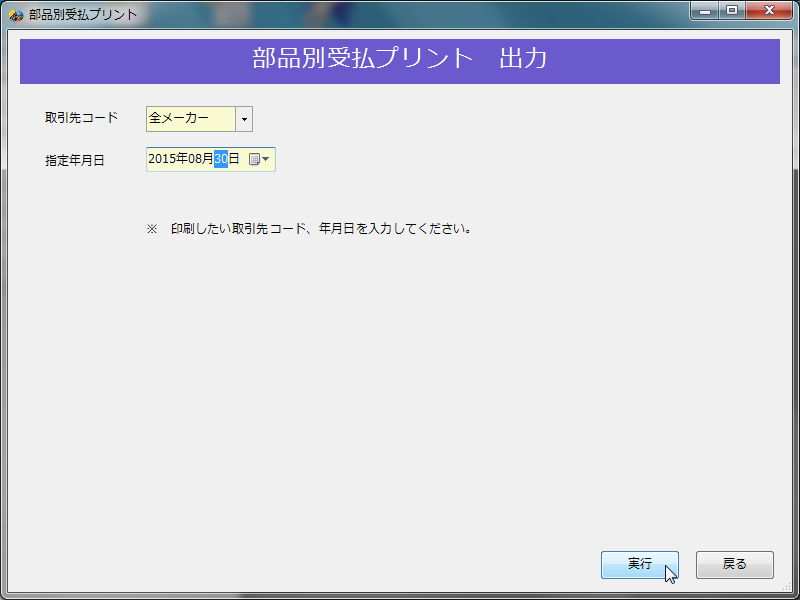 部品別受払プリント
部品別受払プリント　出力
取引先コード　全メーカー
指定年月日　2015年08月30日
※　印刷したい取引先コード、年月日を入力してください。
実行　戻る